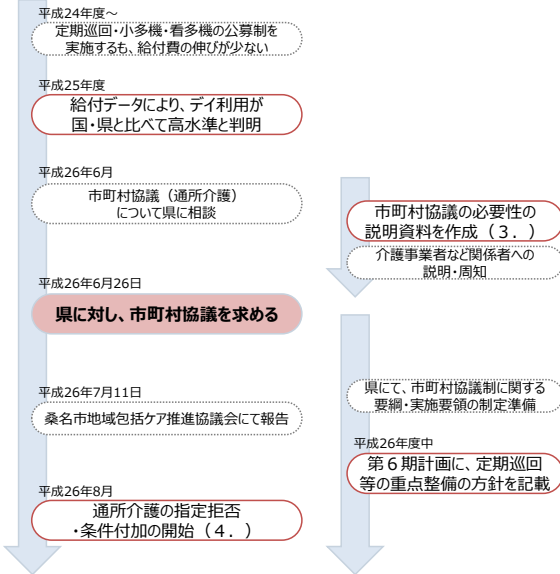 平成24年度～
定期巡回・小多機・看多機の公募制を
実施するも、給付費の伸びが少ない
平成25年度
給付データにより、デイ利用が
国・県と比べて高水準と判明
平成26年6月
市町村協議（通所介護）
について県に相談
市町村協議の必要性の
説明資料を作成（３．）
介護事業者など関係者への
説明・周知
平成26年6月26日
県に対し、市町村協議を求める
平成26年7月11日
桑名市地域包括ケア推進協議会にて報告
県にて、市町村協議制に関する
要綱・実施要領の制定準備
平成26年度中
第６期計画に、定期巡回
等の重点整備の方針を記載
平成26年8月
通所介護の指定拒否
・条件付加の開始（４．）